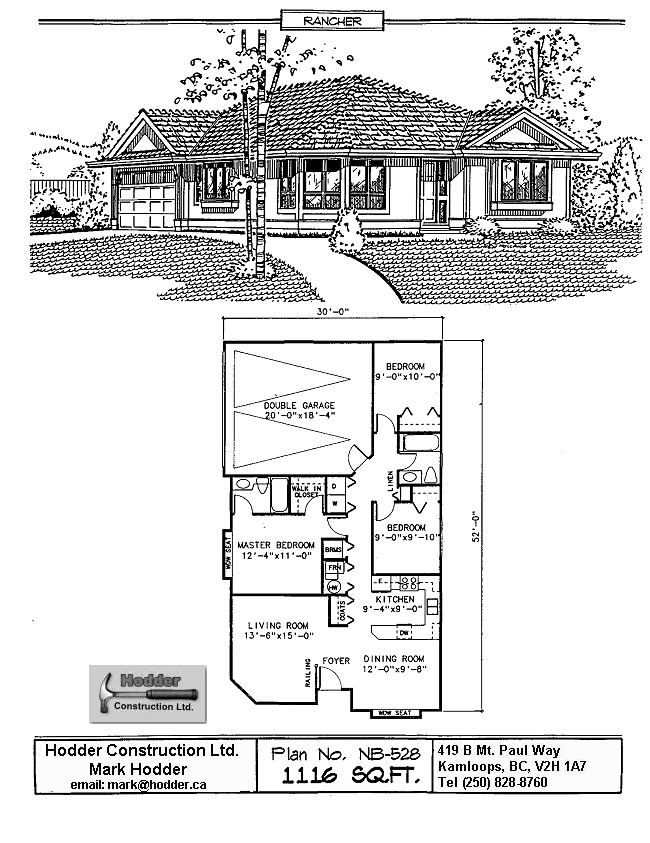 RANCHER
30'-0"
BEDROOM
9'-0"x10'-0"
DOUBLE GARAGE
20'-0"x18'-4"
LINEN
WALK IN
CLOSET
D
W
BEDROOM
9'-0"x9'-10"
52'-0"
WDW SEAT
MASTER BEDROOM
12'-4"x11'-0"
BRMS
FRN
HW
F
KITCHEN
9'-4"x9'-0"
COATS
DW
LIVING ROOM
13'-6"x15'-0"
FOYER
RAILING
DINING ROOM
12'-0"x9'-8"
WDW SEAT
Hodder
Construction Ltd.
Hodder Construction Ltd.
Mark Hodder
email: mark@hodder.ca
Plan No. NB-528
1116 SQ.FT.
419 B Mt. Paul Way
Kamloops, BC, V2H 1A7
Tel (250) 828-8760